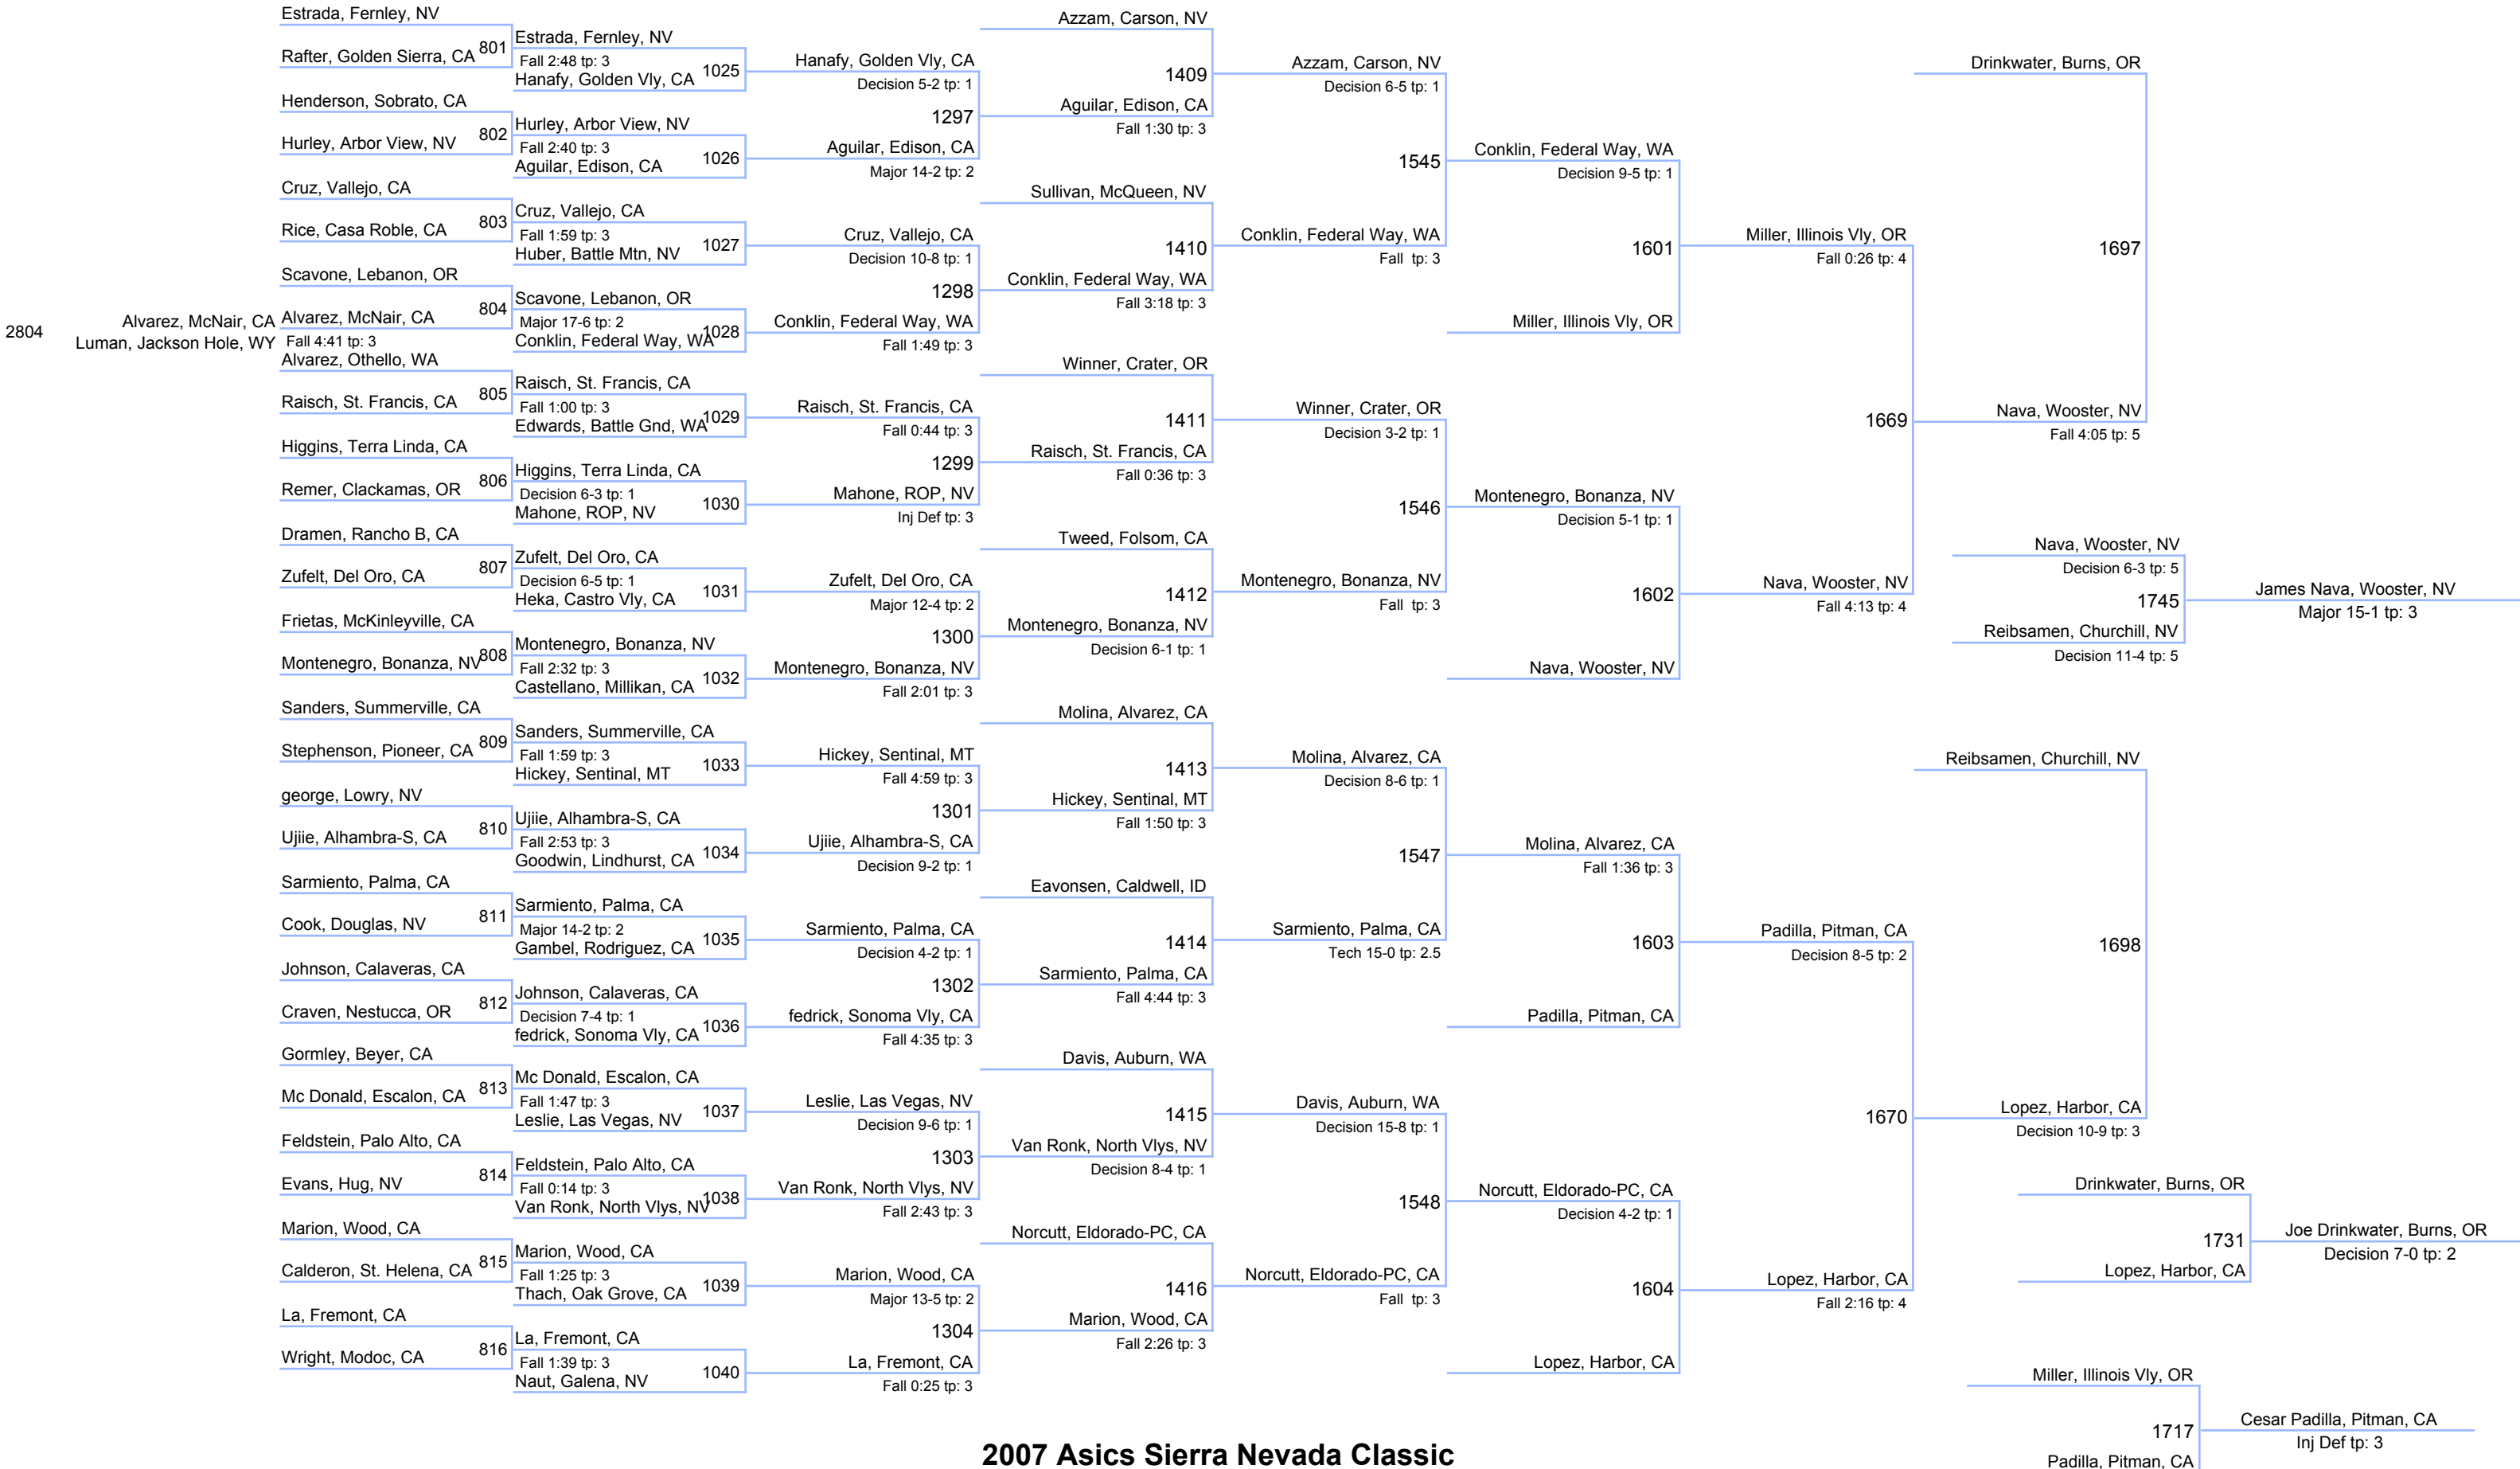 2804
Alvarez, McNair, CA
Luman, Jackson Hole, WY
Estrada, Fernley, NV
801
Rafter, Golden Sierra, CA
Henderson, Sobrato, CA
802
Hurley, Arbor View, NV
Cruz, Vallejo, CA
803
Rice, Casa Roble, CA
Scavone, Lebanon, OR
804
Alvarez, McNair, CA
Fall 4:41 tp: 3
Alvarez, Othello, WA
805
Raisch, St. Francis, CA
Higgins, Terra Linda, CA
806
Remer, Clackamas, OR
Dramen, Rancho B, CA
807
Zufelt, Del Oro, CA
Frietas, McKinleyville, CA
808
Montenegro, Bonanza, NV
Sanders, Summerville, CA
809
Stephenson, Pioneer, CA
george, Lowry, NV
810
Ujiie, Alhambra-S, CA
Sarmiento, Palma, CA
811
Cook, Douglas, NV
Johnson, Calaveras, CA
812
Craven, Nestucca, OR
Gormley, Beyer, CA
813
Mc Donald, Escalon, CA
Feldstein, Palo Alto, CA
814
Evans, Hug, NV
Marion, Wood, CA
815
Calderon, St. Helena, CA
La, Fremont, CA
816
Wright, Modoc, CA
Estrada, Fernley, NV
Fall 2:48 tp: 3
1025
Hanafy, Golden Vly, CA
Hurley, Arbor View, NV
Fall 2:40 tp: 3
1026
Aguilar, Edison, CA
Cruz, Vallejo, CA
Fall 1:59 tp: 3
1027
Huber, Battle Mtn, NV
Scavone, Lebanon, OR
Major 17-6 tp: 2
1028
Conklin, Federal Way, WA
Raisch, St. Francis, CA
Fall 1:00 tp: 3
1029
Edwards, Battle Gnd, WA
Higgins, Terra Linda, CA
Decision 6-3 tp: 1
1030
Mahone, ROP, NV
Zufelt, Del Oro, CA
Decision 6-5 tp: 1
1031
Heka, Castro Vly, CA
Montenegro, Bonanza, NV
Fall 2:32 tp: 3
1032
Castellano, Millikan, CA
Sanders, Summerville, CA
Fall 1:59 tp: 3
1033
Hickey, Sentinal, MT
Ujiie, Alhambra-S, CA
Fall 2:53 tp: 3
1034
Goodwin, Lindhurst, CA
Sarmiento, Palma, CA
Major 14-2 tp: 2
1035
Gambel, Rodriguez, CA
Johnson, Calaveras, CA
Decision 7-4 tp: 1
1036
fedrick, Sonoma Vly, CA
Mc Donald, Escalon, CA
Fall 1:47 tp: 3
1037
Leslie, Las Vegas, NV
Feldstein, Palo Alto, CA
Fall 0:14 tp: 3
1038
Van Ronk, North Vlys, NV
Marion, Wood, CA
Fall 1:25 tp: 3
1039
Thach, Oak Grove, CA
La, Fremont, CA
Fall 1:39 tp: 3
1040
Naut, Galena, NV
Hanafy, Golden Vly, CA
Decision 5-2 tp: 1
1297
Aguilar, Edison, CA
Major 14-2 tp: 2
Cruz, Vallejo, CA
Decision 10-8 tp: 1
1298
Conklin, Federal Way, WA
Fall 1:49 tp: 3
Raisch, St. Francis, CA
Fall 0:44 tp: 3
1299
Mahone, ROP, NV
Inj Def tp: 3
Zufelt, Del Oro, CA
Major 12-4 tp: 2
1300
Montenegro, Bonanza, NV
Fall 2:01 tp: 3
Hickey, Sentinal, MT
Fall 4:59 tp: 3
1301
Ujiie, Alhambra-S, CA
Decision 9-2 tp: 1
Sarmiento, Palma, CA
Decision 4-2 tp: 1
1302
fedrick, Sonoma Vly, CA
Fall 4:35 tp: 3
Leslie, Las Vegas, NV
Decision 9-6 tp: 1
1303
Van Ronk, North Vlys, NV
Fall 2:43 tp: 3
Marion, Wood, CA
Major 13-5 tp: 2
1304
La, Fremont, CA
Fall 0:25 tp: 3
Azzam, Carson, NV
1409
Aguilar, Edison, CA
Fall 1:30 tp: 3
Sullivan, McQueen, NV
1410
Conklin, Federal Way, WA
Fall 3:18 tp: 3
Winner, Crater, OR
1411
Raisch, St. Francis, CA
Fall 0:36 tp: 3
Tweed, Folsom, CA
1412
Montenegro, Bonanza, NV
Decision 6-1 tp: 1
Molina, Alvarez, CA
1413
Hickey, Sentinal, MT
Fall 1:50 tp: 3
Eavonsen, Caldwell, ID
1414
Sarmiento, Palma, CA
Fall 4:44 tp: 3
Davis, Auburn, WA
1415
Van Ronk, North Vlys, NV
Decision 8-4 tp: 1
Norcutt, Eldorado-PC, CA
1416
Marion, Wood, CA
Fall 2:26 tp: 3
Azzam, Carson, NV
Decision 6-5 tp: 1
1545
Conklin, Federal Way, WA
Fall tp: 3
Winner, Crater, OR
Decision 3-2 tp: 1
1546
Montenegro, Bonanza, NV
Fall tp: 3
Molina, Alvarez, CA
Decision 8-6 tp: 1
1547
Sarmiento, Palma, CA
Tech 15-0 tp: 2.5
Davis, Auburn, WA
Decision 15-8 tp: 1
1548
Norcutt, Eldorado-PC, CA
Fall tp: 3
Conklin, Federal Way, WA
Decision 9-5 tp: 1
1601
Miller, Illinois Vly, OR
Montenegro, Bonanza, NV
Decision 5-1 tp: 1
1602
Nava, Wooster, NV
Molina, Alvarez, CA
Fall 1:36 tp: 3
1603
Padilla, Pitman, CA
Norcutt, Eldorado-PC, CA
Decision 4-2 tp: 1
1604
Lopez, Harbor, CA
Miller, Illinois Vly, OR
Fall 0:26 tp: 4
1669
Nava, Wooster, NV
Fall 4:13 tp: 4
Padilla, Pitman, CA
Decision 8-5 tp: 2
1670
Lopez, Harbor, CA
Fall 2:16 tp: 4
Drinkwater, Burns, OR
1697
Nava, Wooster, NV
Fall 4:05 tp: 5
Nava, Wooster, NV
Decision 6-3 tp: 5
1745
Reibsamen, Churchill, NV
Decision 11-4 tp: 5
James Nava, Wooster, NV
Major 15-1 tp: 3
Reibsamen, Churchill, NV
1698
Lopez, Harbor, CA
Decision 10-9 tp: 3
Drinkwater, Burns, OR
1731
Lopez, Harbor, CA
Joe Drinkwater, Burns, OR
Decision 7-0 tp: 2
Miller, Illinois Vly, OR
1717
Padilla, Pitman, CA
Cesar Padilla, Pitman, CA
Inj Def tp: 3
2007 Asics Sierra Nevada Classic